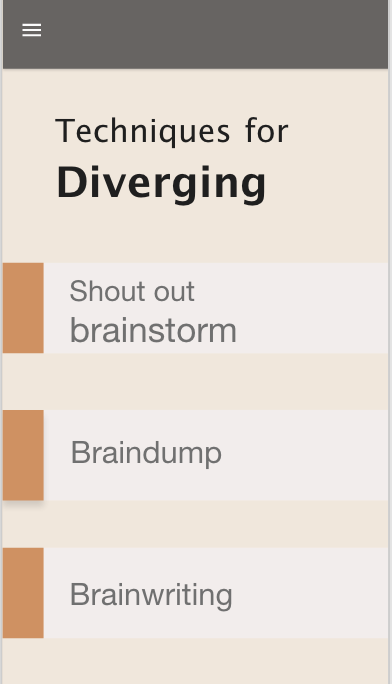 Techniques for
Diverging
Shout out
brainstorm
Braindump
Brainwriting